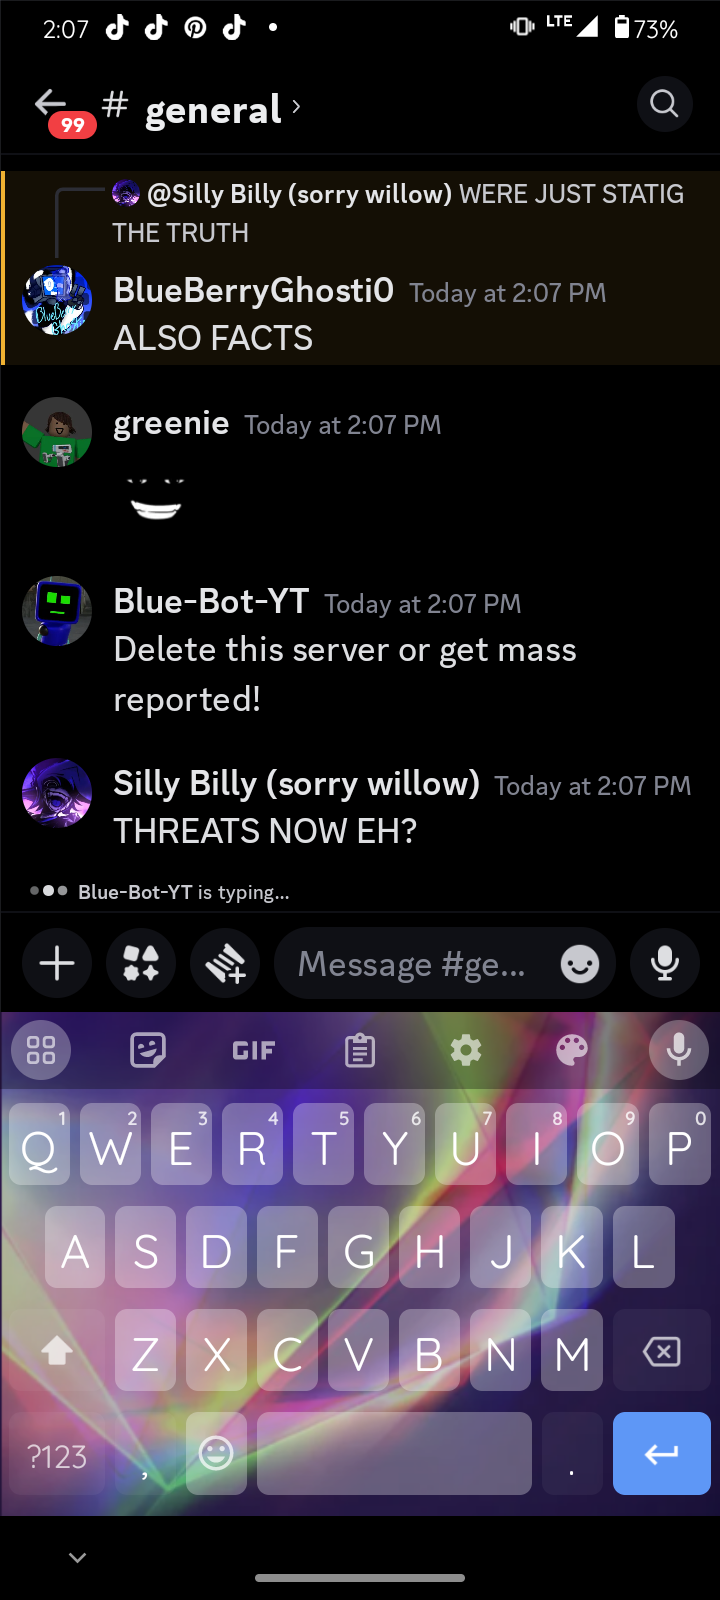 2:07
LTE
73%
99
# general ›
@Silly Billy (sorry willow) WERE JUST STATIG
THE TRUTH
BlueBerryGhosti0 Today at 2:07 PM
ALSO FACTS
greenie Today at 2:07 PM
Blue-Bot-YT Today at 2:07 PM
Delete this server or get mass
reported!
Silly Billy (sorry willow) Today at 2:07 PM
THREATS NOW EH?
Blue-Bot-YT is typing...
Message #ge...
GIF
1 2 3 4 5 6 7 8 9 0
Q W E R T Y U I O P
A S D F G H J K L
Z X C V B N M
?123 , .